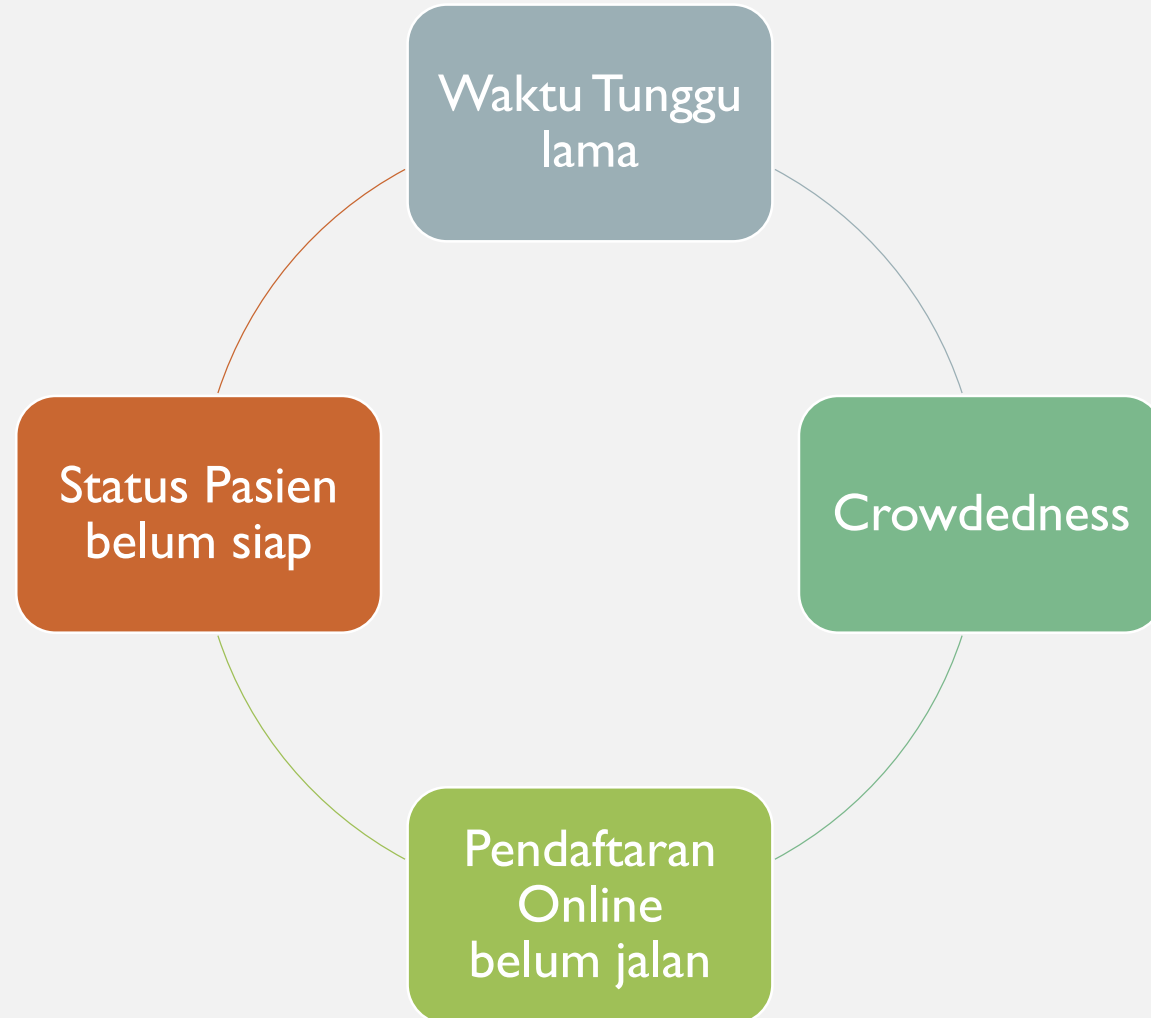 Waktu Tunggu
lama
Crowdedness
Pendaftaran
Online
belum jalan
Status Pasien
belum siap